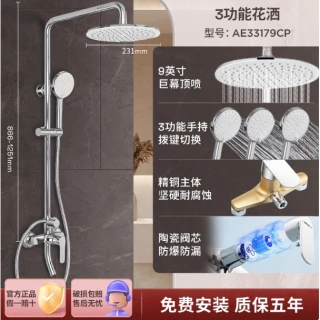 3功能花洒
型号：AE33179CP
231mm
9英寸
巨幕顶喷
886-1251mm
3功能手持
拨键切换
精铜主体
坚硬耐腐蚀
陶瓷阀芯
防爆防漏
官方正品
假一罚十
破损包赔
售后无忧
免费安装 质保五年